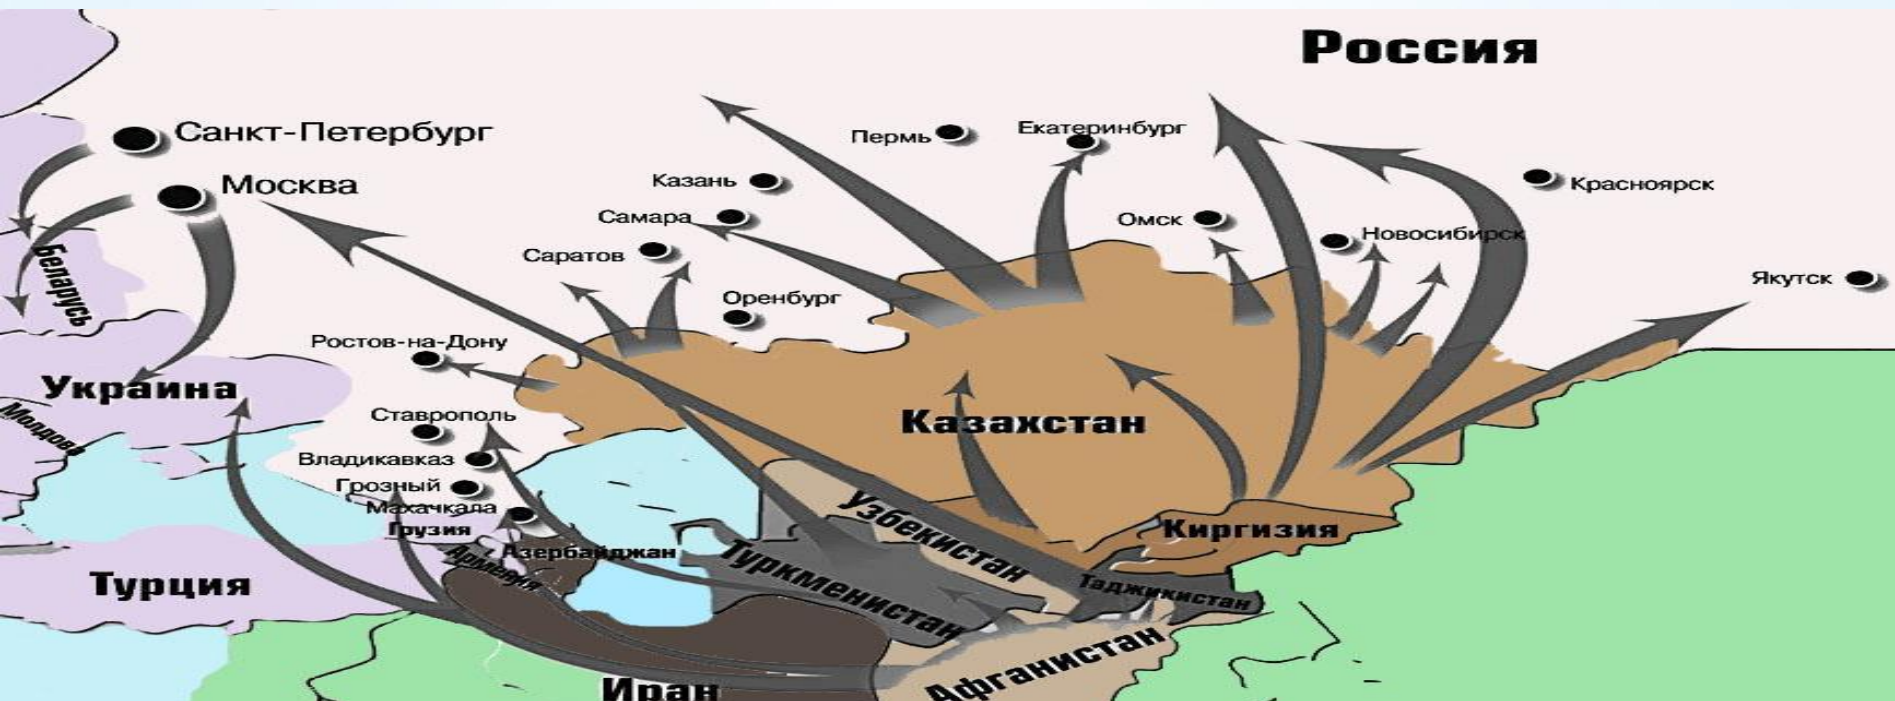 Россия
Санкт-Петербург
Москва
Пермь
Екатеринбург
Казань
Самара
Саратов
Оренбург
Омск
Новосибирск
Красноярск
Якутск
Беларусь
Ростов-на-Дону
Украина
Молдова
Ставрополь
Владикавказ
Грозный
Махачкала
Грузия
Армения
Азербайджан
Казахстан
Узбекистан
Киргизия
Туркменистан
Таджикистан
Турция
Афганистан
Иран